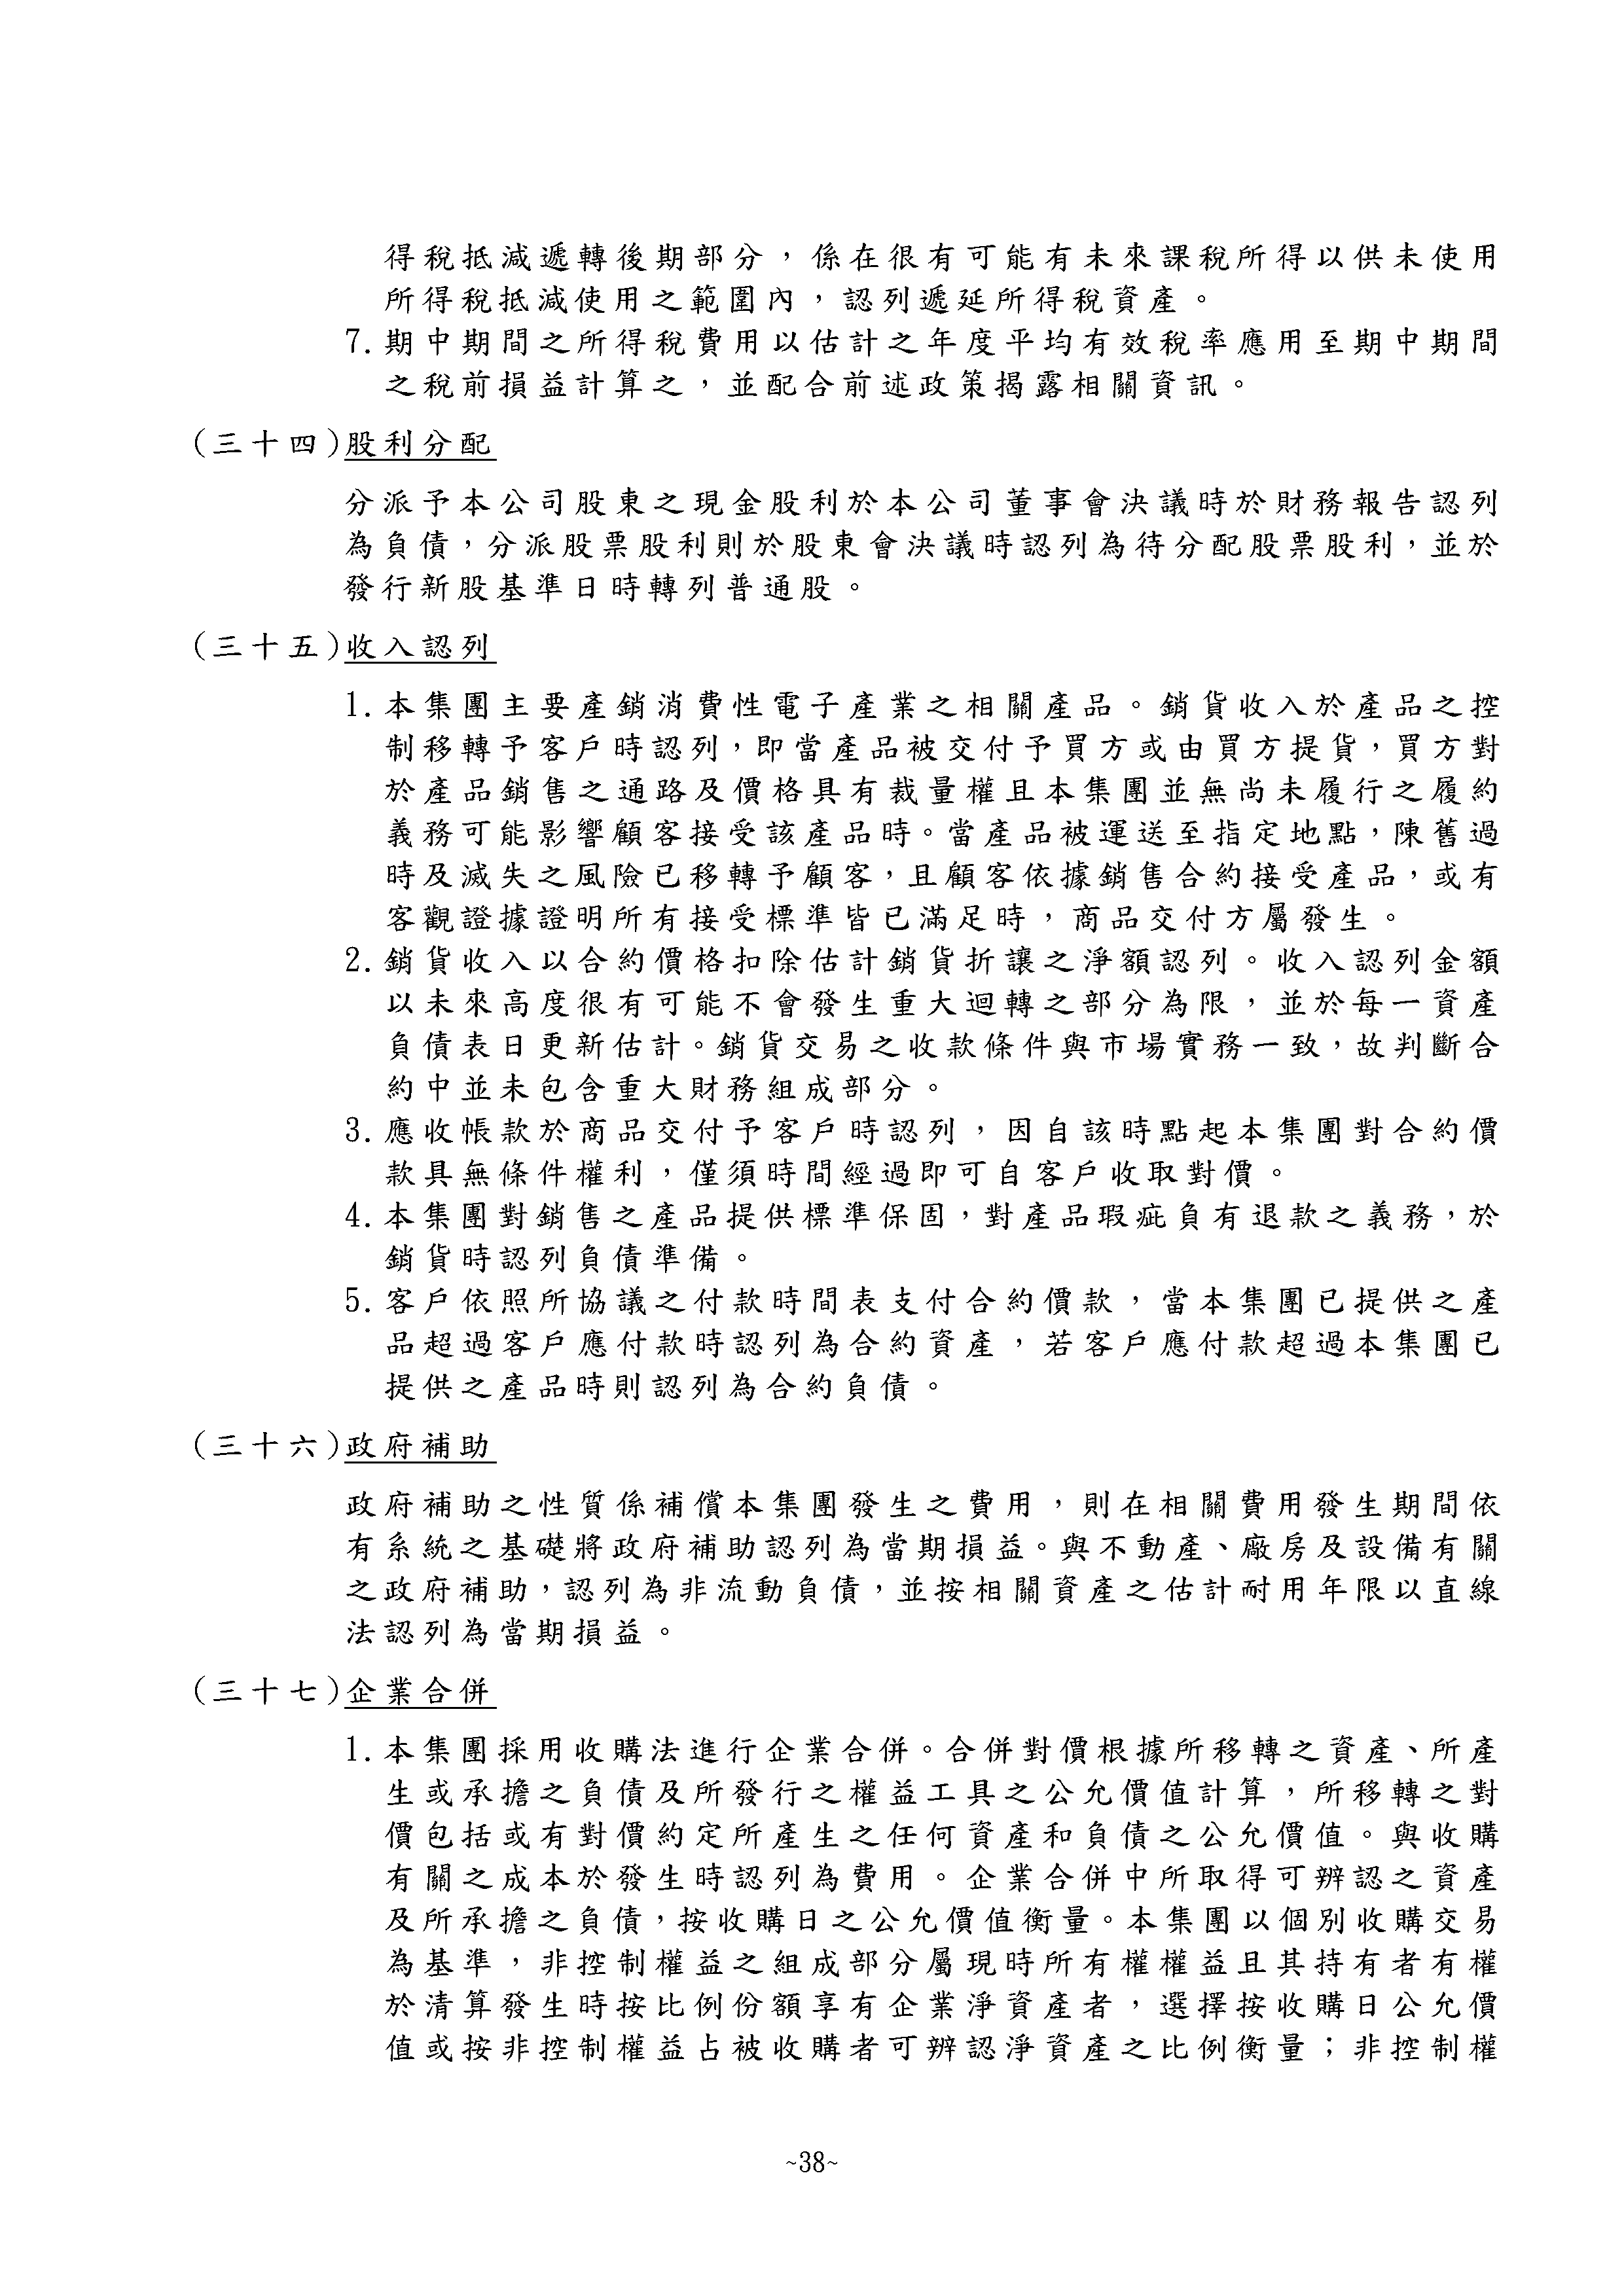 得稅抵減遞轉後期部分，係在很有可能有未來課稅所得以供未使用
所得稅抵減使用之範圍內，認列遞延所得稅資產。
7.期中期間之所得稅費用以估計之年度平均有效稅率應用至期中期間
之稅前損益計算之，並配合前述政策揭露相關資訊。
(三十四)股利分配
分派予本公司股東之現金股利於本公司董事會決議時於財務報告認列
為負債，分派股票股利則於股東會決議時認列為待分配股票股利，並於
發行新股基準日時轉列普通股。
(三十五)收入認列
1.本集團主要產銷消費性電子產業之相關產品。銷貨收入於產品之控
制移轉予客戶時認列，即當產品被交付予買方或由買方提貨，買方對
於產品銷售之通路及價格具有裁量權且本集團並無尚未履行之履約
義務可能影響顧客接受該產品時。當產品被運送至指定地點，陳舊過
時及滅失之風險已移轉予顧客，且顧客依據銷售合約接受產品，或有
客觀證據證明所有接受標準皆已滿足時，商品交付方屬發生。
2.銷貨收入以合約價格扣除估計銷貨折讓之淨額認列。收入認列金額
以未來高度很有可能不會發生重大迴轉之部分為限，並於每一資產
負債表日更新估計。銷貨交易之收款條件與市場實務一致，故判斷合
約中並未包含重大財務組成部分。
3.應收帳款於商品交付予客戶時認列，因自該時點起本集團對合約價
款具無條件權利，僅須時間經過即可自客戶收取對價。
4.本集團對銷售之產品提供標準保固，對產品瑕疵負有退款之義務，於
銷貨時認列負債準備。
5.客戶依照所協議之付款時間表支付合約價款，當本集團已提供之產
品超過客戶應付款時認列為合約資產，若客戶應付款超過本集團已
提供之產品時則認列為合約負債。
(三十六)政府補助
政府補助之性質係補償本集團發生之費用，則在相關費用發生期間依
有系統之基礎將政府補助認列為當期損益。與不動產、廠房及設備有關
之政府補助，認列為非流動負債，並按相關資產之估計耐用年限以直線
法認列為當期損益。
(三十七)企業合併
1.本集團採用收購法進行企業合併。合併對價根據所移轉之資產、所產
生或承擔之負債及所發行之權益工具之公允價值計算，所移轉之對
價包括或有對價約定所產生之任何資產和負債之公允價值。與收購
有關之成本於發生時認列為費用。企業合併中所取得可辨認之資產
及所承擔之負債，按收購日之公允價值衡量。本集團以個別收購交易
為基準，非控制權益之組成部分屬現時所有權權益且其持有者有權
於清算發生時按比例份額享有企業淨資產者，選擇按收購日公允價
值或按非控制權益占被收購者可辨認淨資產之比例衡量；非控制權
~38~